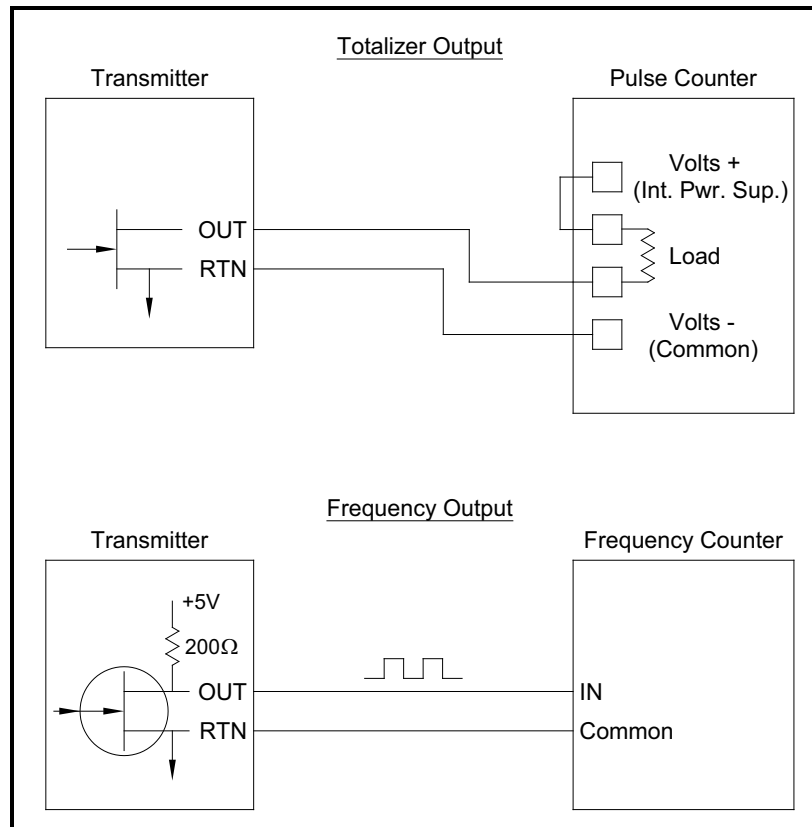 Totalizer Output
Transmitter
Pulse Counter
Volts +
(Int. Pwr. Sup.)
OUT
Load
RTN
Volts -
(Common)
Frequency Output
Transmitter
Frequency Counter
+5V
200Ω
OUT
IN
RTN
Common